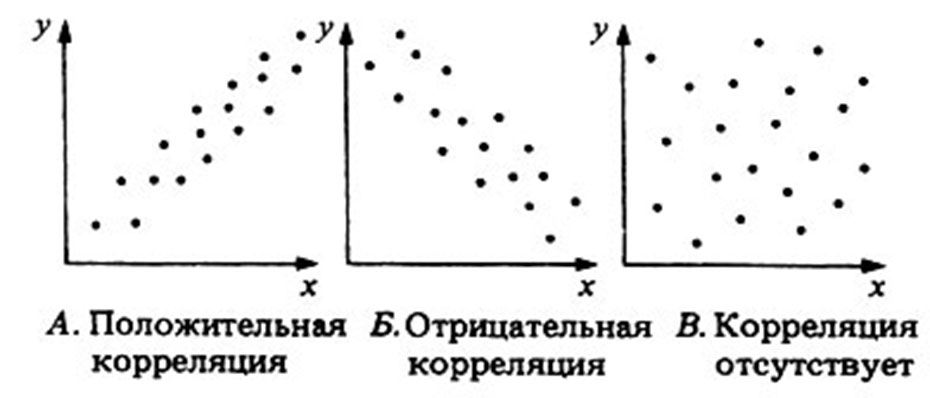 y
y
y
x
x
x
А. Положительная
корреляция
Б. Отрицательная
корреляция
В. Корреляция
отсутствует